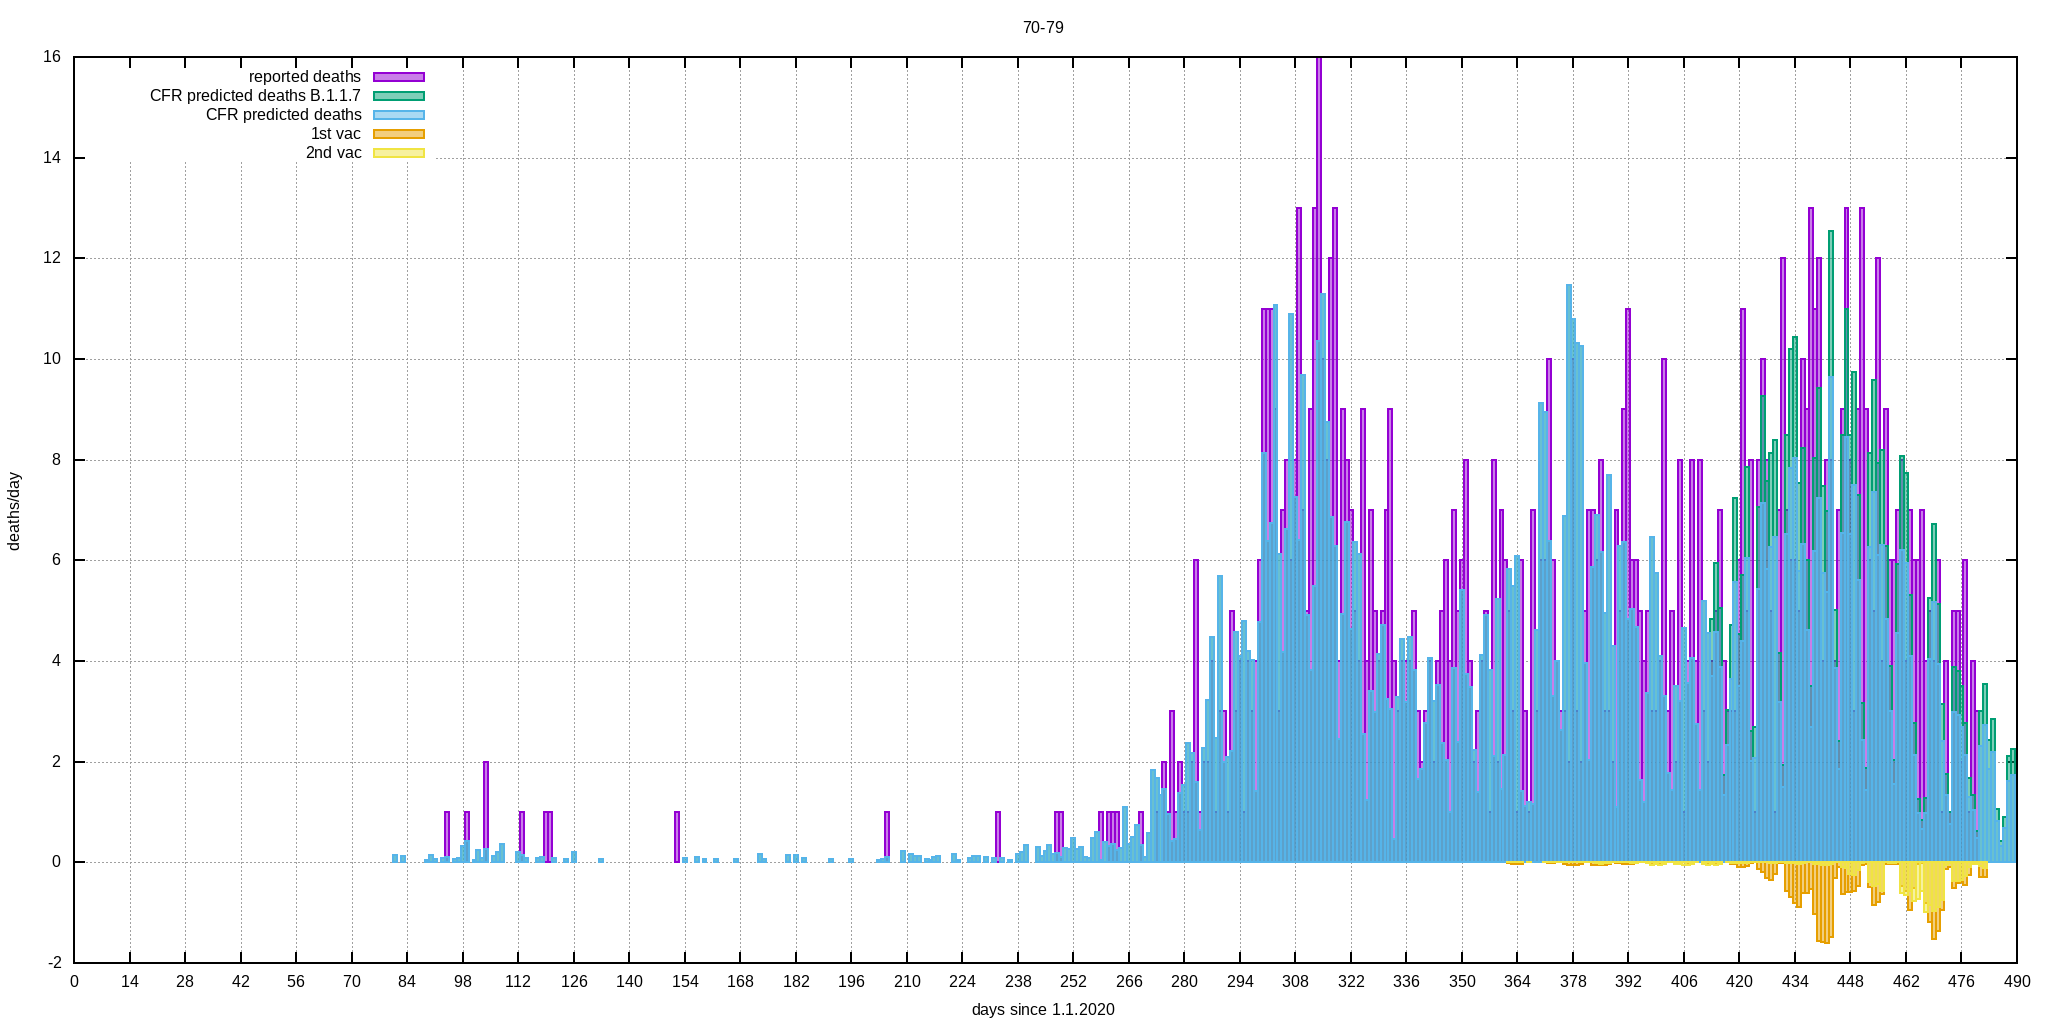 70-79
reported deaths
CFR predicted deaths B.1.1.7
CFR predicted deaths
1st vac
2nd vac
16
14
12
10
8
6
4
2
0
-2
deaths/day
0 14 28 42 56 70 84 98 112 126 140 154 168 182 196 210 224 238 252 266 280 294 308 322 336 350 364 378 392 406 420 434 448 462 476 490
days since 1.1.2020